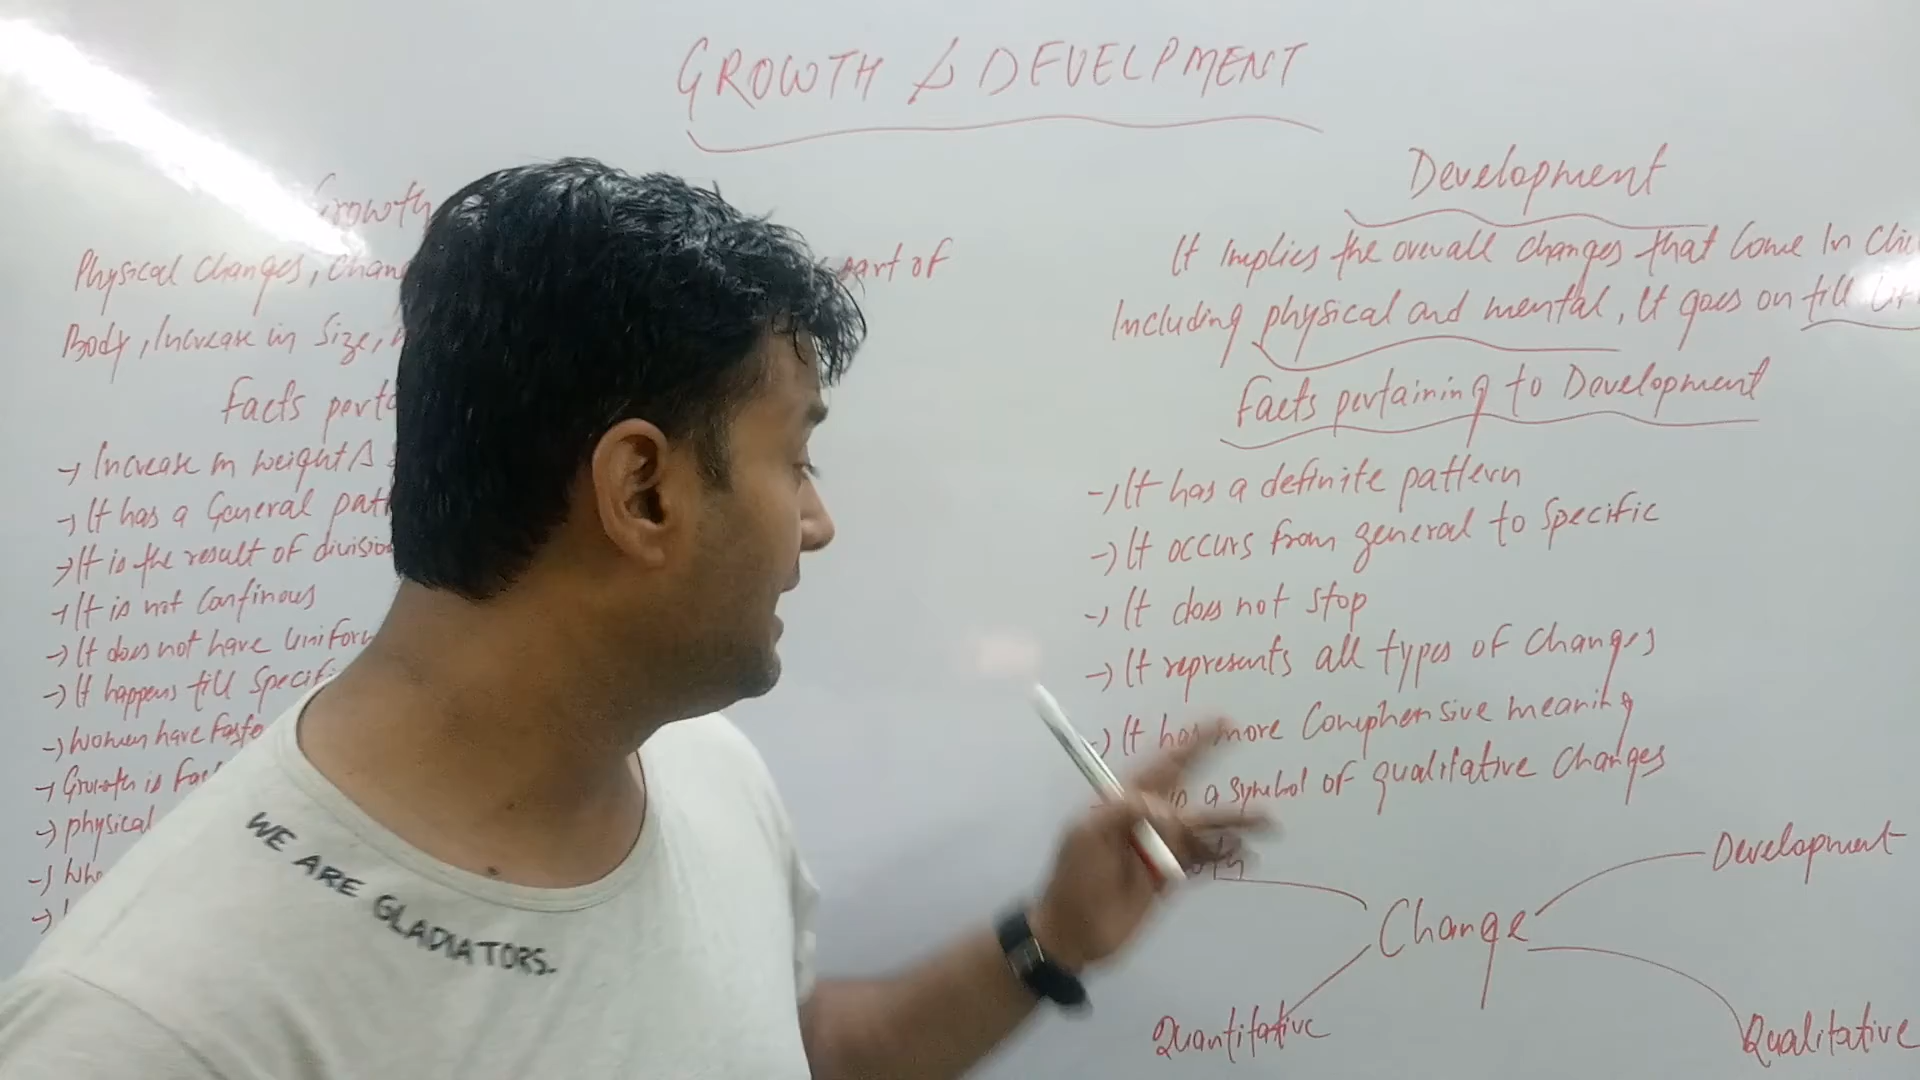 GROWTH & DEVELPMENT
Growth
Physical Changes, Chan
part of
Body, Increase in Size,
Facts perta
→ Increase in weight &
→ It has a General patt
→ It is the result of division
→ It is not Continous
→ It does not have Uniform
→ It happens till Specifi
→ Women have Faste
→ Growth is Fas
→ physical
→ Whe
→
Development
It Implies the overall changes that Come In Chi
Including physical and mental, It goes on till
Facts pertaining to Development
→ It has a definite pattern
→ It occurs from general to Specific
→ It does not stop
→ It represents all types of Changes
→ It has more Comphensive meaning
is a symbol of qualitative Changes
Development
Change
Quantitative
Qualitative
WE ARE GLADIATORS.